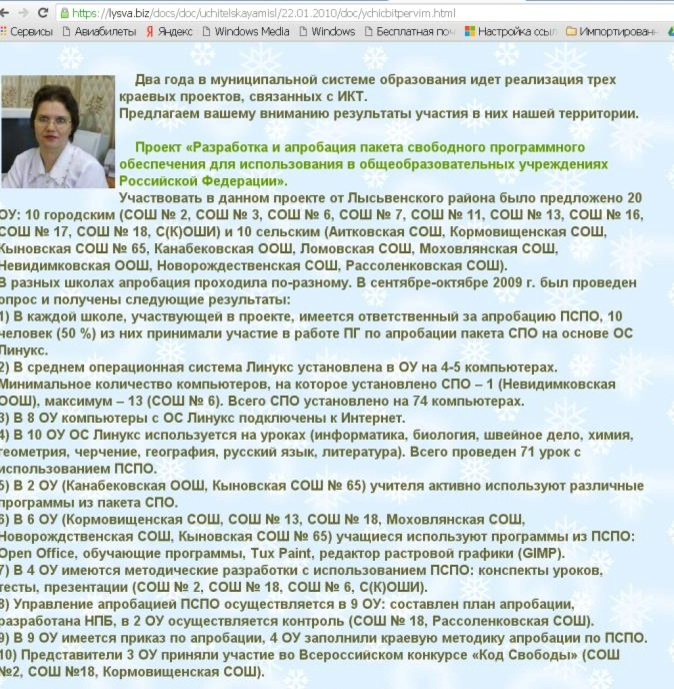 https://lysva.biz/docs/doc/uchitelskayamisl/22.01.2010/doc/ychicbitpervim.html
Сервисы Авиабилеты Яндекс Windows Media Windows Бесплатная поч Настройка ссыл Импортирован
Два года в муниципальной системе образования идет реализация трех
краевых проектов, связанных с ИКТ.
Предлагаем вашему вниманию результаты участия в них нашей территории.
Проект «Разработка и апробация пакета свободного программного
обеспечения для использования в общеобразовательных учреждениях
Российской Федерации».
Участвовать в данном проекте от Лысьвенского района было предложено 20
ОУ: 10 городским (СОШ № 2, СОШ № 3, СОШ № 6, СОШ № 7, СОШ № 11, СОШ № 13, СОШ № 16,
СОШ № 17, СОШ № 18, С(К)ОШИ) и 10 сельским (Аитковская СОШ, Кормовищенская СОШ,
Кыновская СОШ № 65, Канабековская ООШ, Ломовская СОШ, Моховлянская СОШ,
Невидимковская ООШ, Новорождественская СОШ, Рассоленковская СОШ).
В разных школах апробация проходила по-разному. В сентябре-октябре 2009 г. был проведен
опрос и получены следующие результаты:
1) В каждой школе, участвующей в проекте, имеется ответственный за апробацию ПСПО, 10
человек (50 %) из них принимали участие в работе ПГ по апробации пакета СПО на основе ОС
Линукс.
2) В среднем операционная система Линукс установлена в ОУ на 4-5 компьютерах.
Минимальное количество компьютеров, на которое установлено СПО – 1 (Невидимковская
ООШ), максимум – 13 (СОШ № 6). Всего СПО установлено на 74 компьютерах.
3) В 8 ОУ компьютеры с ОС Линукс подключены к Интернет.
4) В 10 ОУ ОС Линукс используется на уроках (информатика, биология, швейное дело, химия,
геометрия, черчение, география, русский язык, литература). Всего проведен 71 урок с
использованием ПСПО.
5) В 2 ОУ (Канабековская ООШ, Кыновская СОШ № 65) учителя активно используют различные
программы из пакета СПО.
6) В 6 ОУ (Кормовищенская СОШ, СОШ № 13, СОШ № 18, Моховлянская СОШ,
Новорождственская СОШ, Кыновская СОШ № 65) учащиеся используют программы из ПСПО:
Open Office, обучающие программы, Tux Paint, редактор растровой графики (GIMP).
7) В 4 ОУ имеются методические разработки с использованием ПСПО: конспекты уроков,
тесты, презентации (СОШ № 2, СОШ № 18, СОШ № 6, С(К)ОШИ).
8) Управление апробацией ПСПО осуществляется в 9 ОУ: составлен план апробации,
разработана НПБ, в 2 ОУ осуществляется контроль (СОШ № 18, Рассоленковская СОШ).
9) В 9 ОУ имеется приказ по апробации, 4 ОУ заполнили краевую методику апробации по ПСПО.
10) Представители 3 ОУ приняли участие во Всероссийском конкурсе «Код Свободы» (СОШ
№2, СОШ №18, Кормовищенская СОШ).